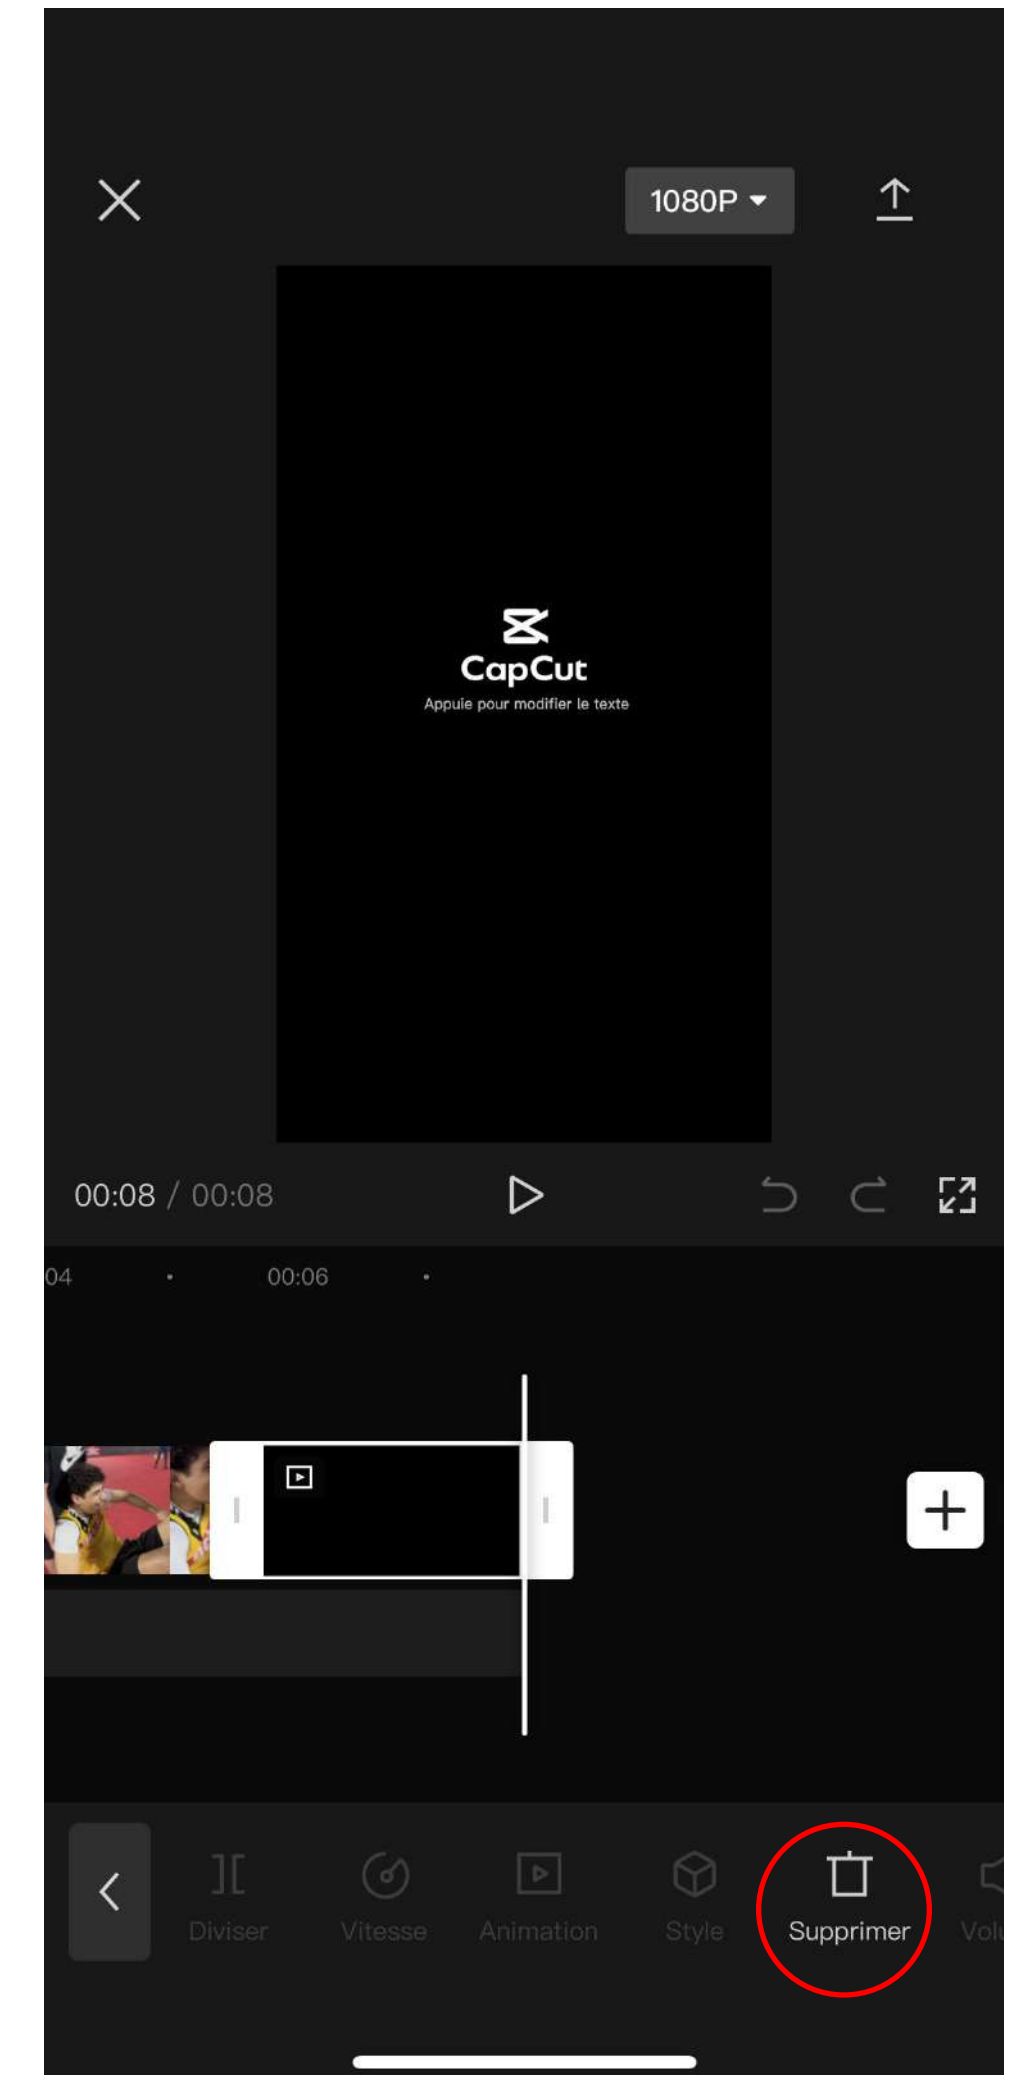 1080P
CapCut
Appuie pour modifier le texte
00:08 / 00:08
04
00:06
Diviser
Vitesse
Animation
Style
Supprimer
Volu